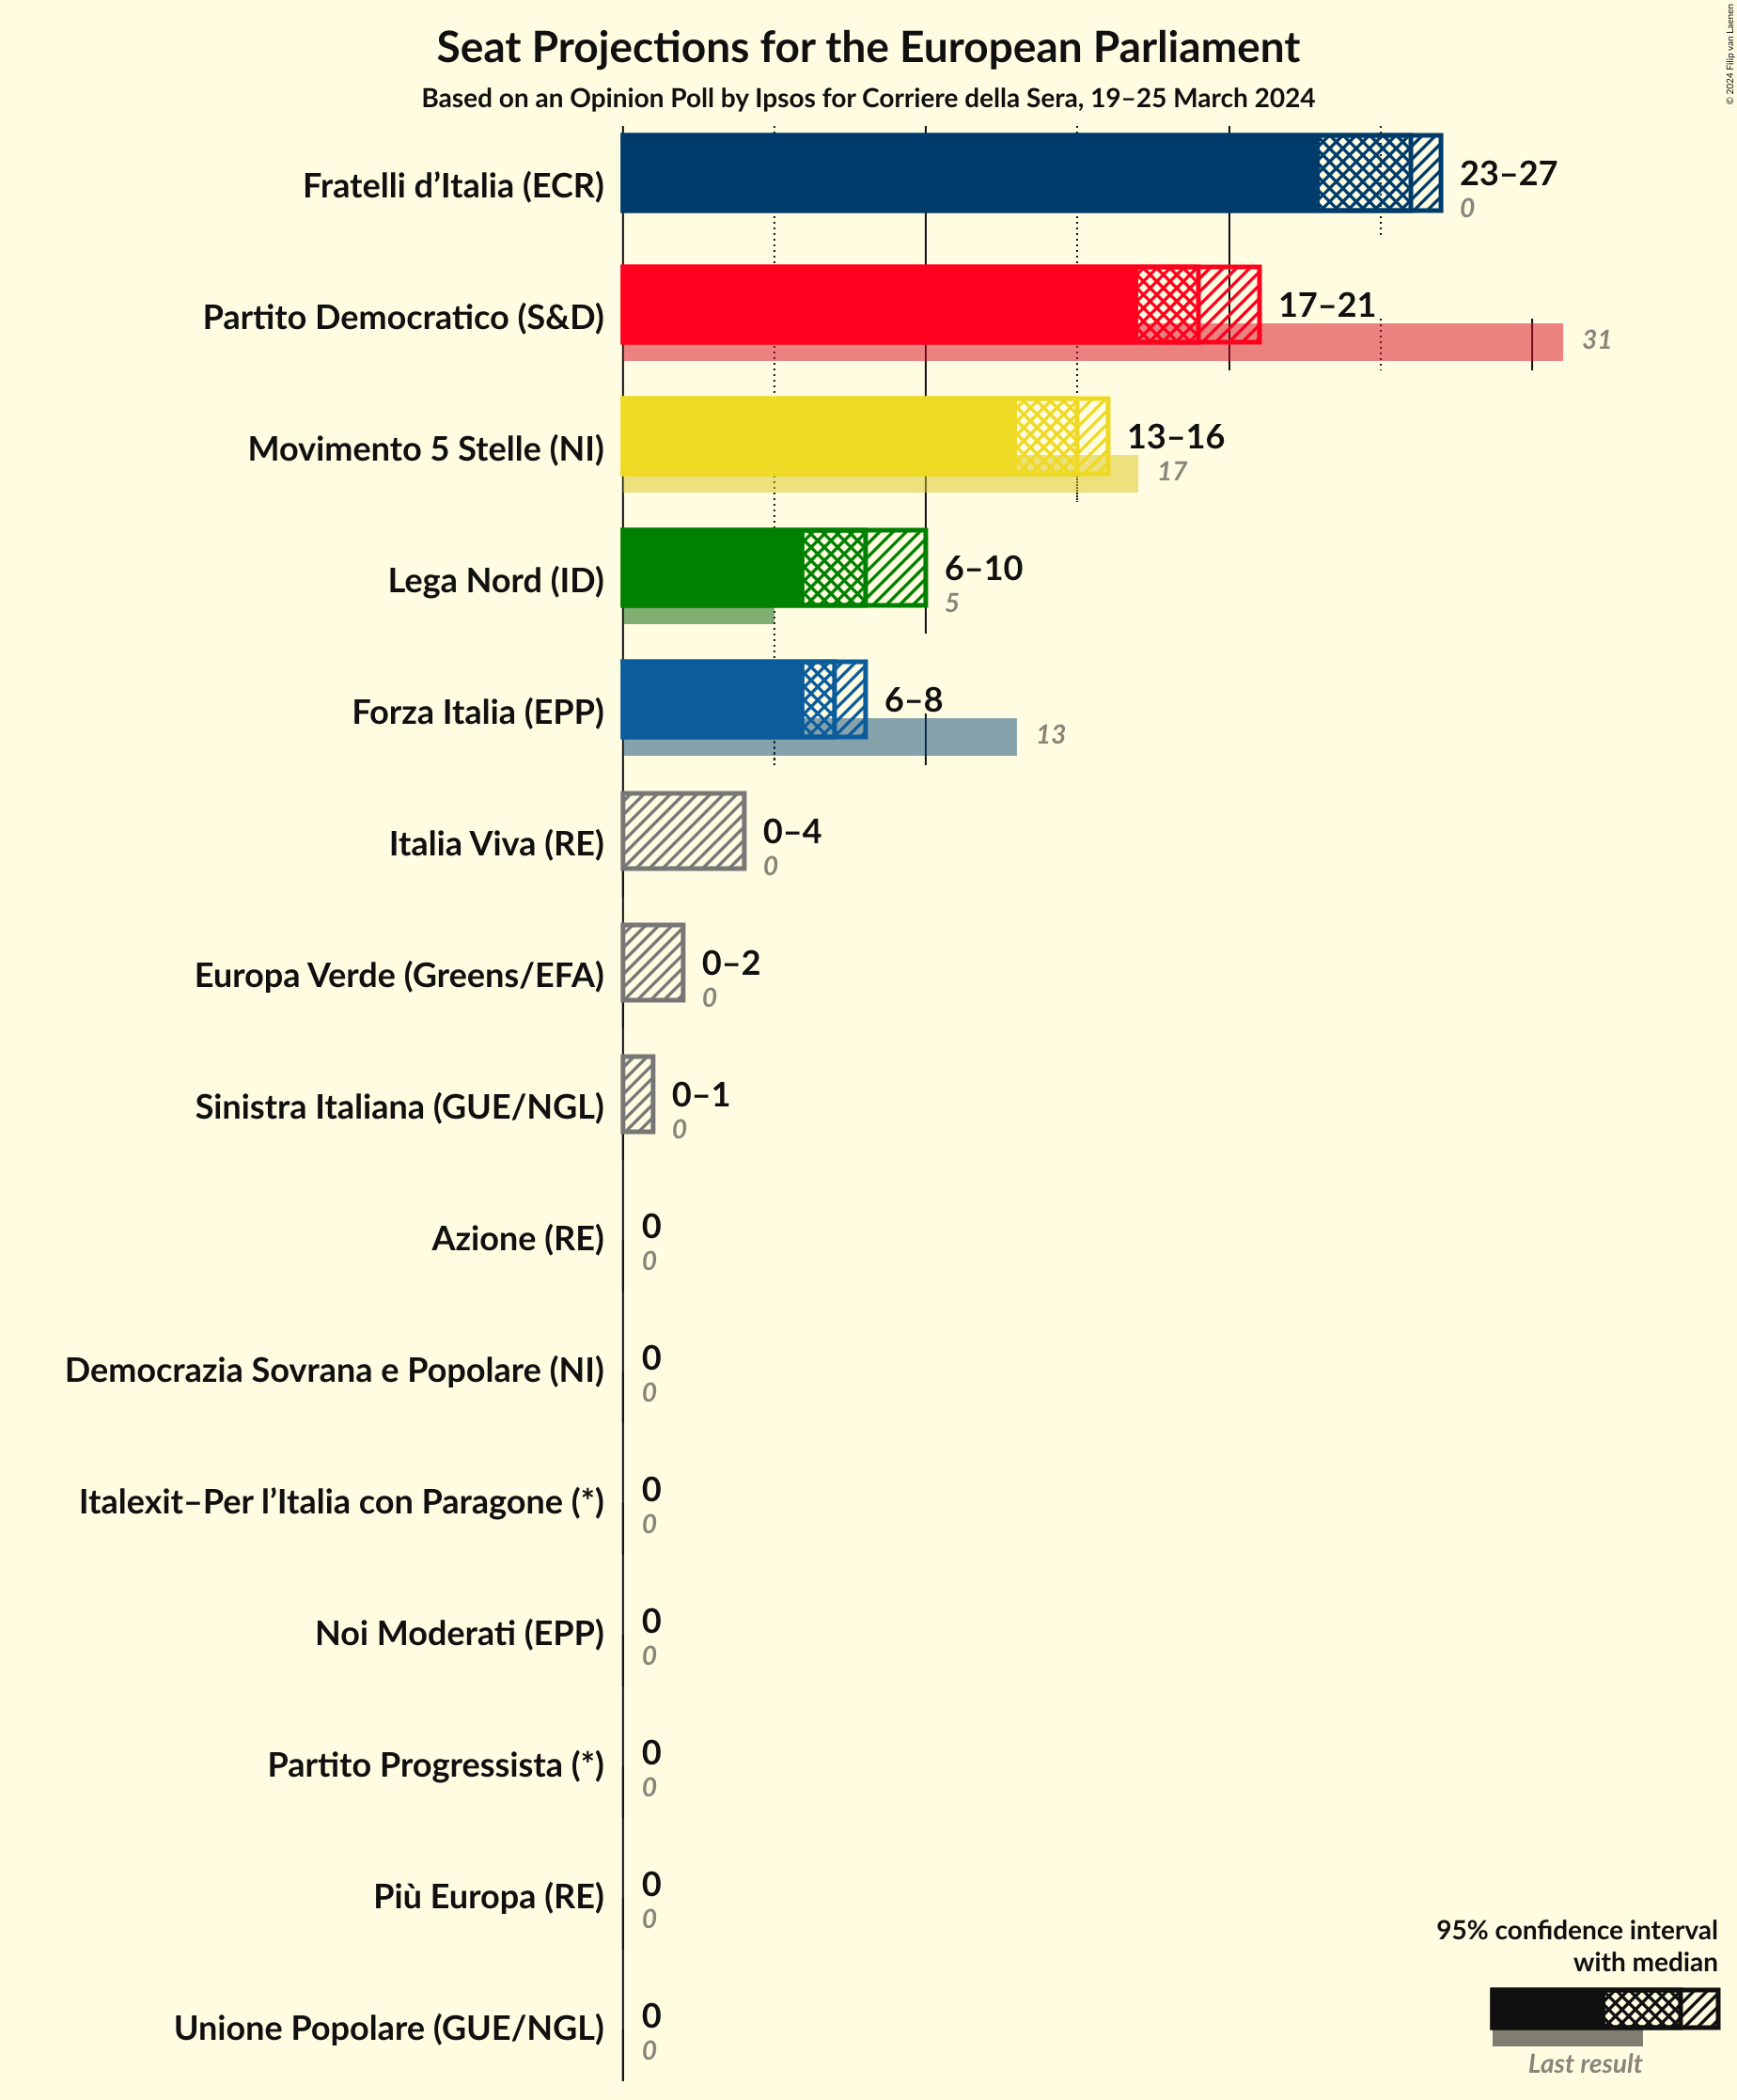 Seat Projections for the European Parliament
Based on an Opinion Poll by Ipsos for Corriere della Sera, 19–25 March 2024
© 2024 Filip van Laenen
Fratelli d’Italia (ECR)
23–27
0
Partito Democratico (S&D)
17–21
31
Movimento 5 Stelle (NI)
13–16
17
Lega Nord (ID)
6–10
5
Forza Italia (EPP)
6–8
13
Italia Viva (RE)
0–4
0
Europa Verde (Greens/EFA)
0–2
0
Sinistra Italiana (GUE/NGL)
0–1
0
Azione (RE)
0
0
Democrazia Sovrana e Popolare (NI)
0
0
Italexit–Per l’Italia con Paragone (*)
0
0
Noi Moderati (EPP)
0
0
Partito Progressista (*)
0
0
Più Europa (RE)
0
0
Unione Popolare (GUE/NGL)
0
0
95% confidence interval
with median
Last result